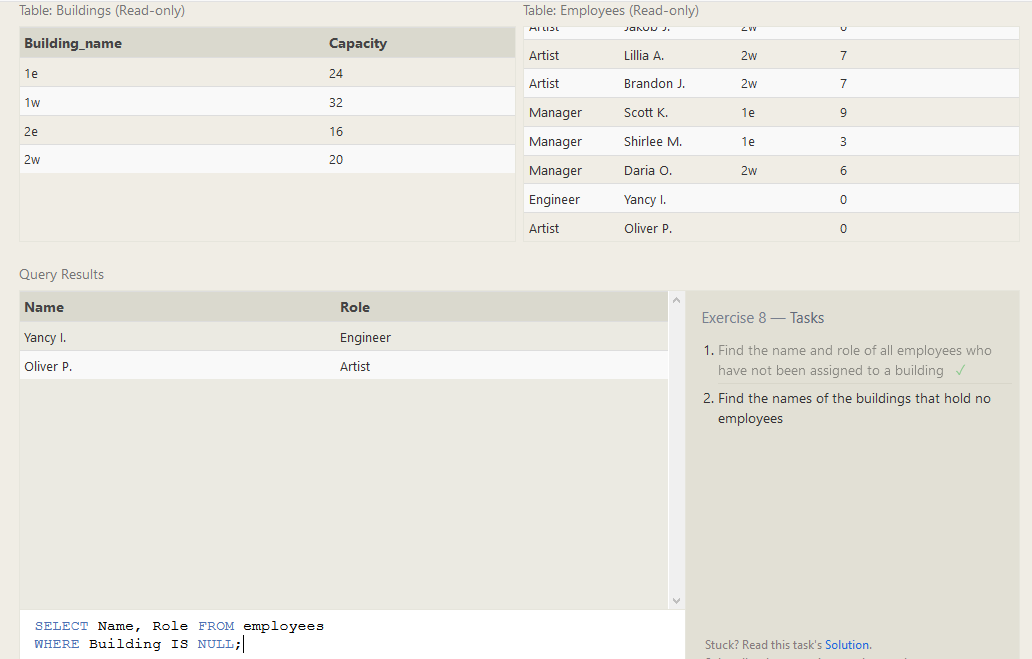 Table: Buildings (Read-only)
Building_name Capacity
1e 24
1w 32
2e 16
2w 20
Table: Employees (Read-only)
Artist Jakob J. 2w 6
Artist Lillia A. 2w 7
Artist Brandon J. 2w 7
Manager Scott K. 1e 9
Manager Shirlee M. 1e 3
Manager Daria O. 2w 6
Engineer Yancy I. 0
Artist Oliver P. 0
Query Results
Name Role
Yancy I. Engineer
Oliver P. Artist
SELECT Name, Role FROM employees
WHERE Building IS NULL;
Exercise 8 — Tasks
1. Find the name and role of all employees who
have not been assigned to a building ✓
2. Find the names of the buildings that hold no
employees
Stuck? Read this task's Solution.